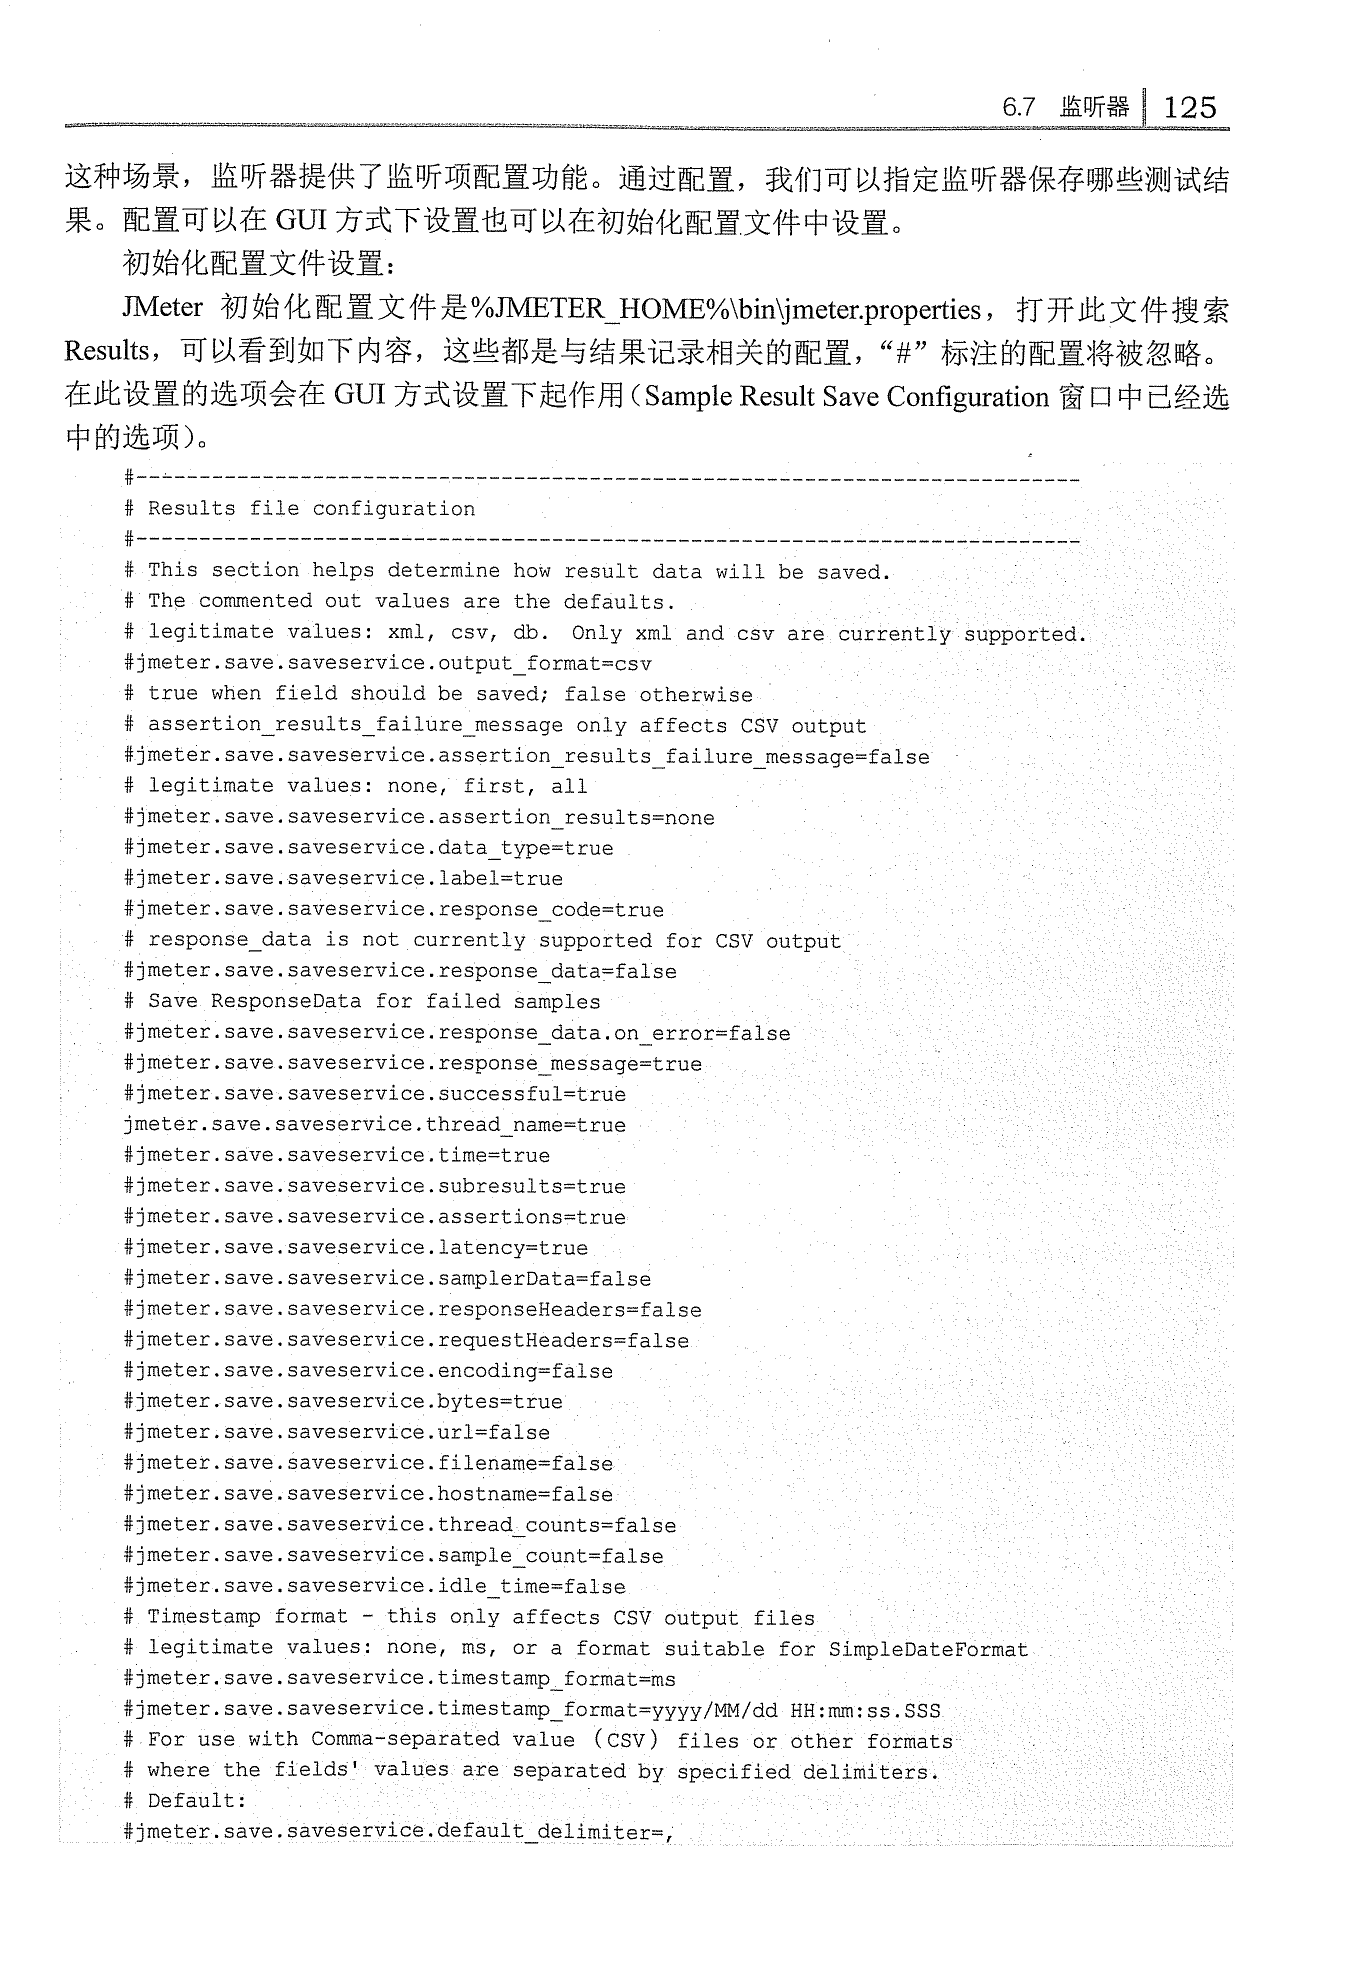 6.7 监听器 125
这种场景，监听器提供了监听项配置功能。通过配置，我们可以指定监听器保存哪些测试结
果。配置可以在 GUI 方式下设置也可以在初始化配置文件中设置。
初始化配置文件设置：
JMeter 初始化配置文件是%JMETER_HOME%\bin\jmeter.properties，打开此文件搜索
Results，可以看到如下内容，这些都是与结果记录相关的配置，“#”标注的配置将被忽略。
在此设置的选项会在 GUI 方式设置下起作用（Sample Result Save Configuration 窗口中已经选
中的选项）。
#---------------------------------------------------------------------------
# Results file configuration
#---------------------------------------------------------------------------
# This section helps determine how result data will be saved.
# The commented out values are the defaults.
# legitimate values: xml, csv, db. Only xml and csv are currently supported.
#jmeter.save.saveservice.output_format=csv
# true when field should be saved; false otherwise
# assertion_results_failure_message only affects CSV output
#jmeter.save.saveservice.assertion_results_failure_message=false
# legitimate values: none, first, all
#jmeter.save.saveservice.assertion_results=none
#jmeter.save.saveservice.data_type=true
#jmeter.save.saveservice.label=true
#jmeter.save.saveservice.response_code=true
# response_data is not currently supported for CSV output
#jmeter.save.saveservice.response_data=false
# Save ResponseData for failed samples
#jmeter.save.saveservice.response_data.on_error=false
#jmeter.save.saveservice.response_message=true
#jmeter.save.saveservice.successful=true
jmeter.save.saveservice.thread_name=true
#jmeter.save.saveservice.time=true
#jmeter.save.saveservice.subresults=true
#jmeter.save.saveservice.assertions=true
#jmeter.save.saveservice.latency=true
#jmeter.save.saveservice.samplerData=false
#jmeter.save.saveservice.responseHeaders=false
#jmeter.save.saveservice.requestHeaders=false
#jmeter.save.saveservice.encoding=false
#jmeter.save.saveservice.bytes=true
#jmeter.save.saveservice.url=false
#jmeter.save.saveservice.filename=false
#jmeter.save.saveservice.hostname=false
#jmeter.save.saveservice.thread_counts=false
#jmeter.save.saveservice.sample_count=false
#jmeter.save.saveservice.idle_time=false
# Timestamp format - this only affects CSV output files
# legitimate values: none, ms, or a format suitable for SimpleDateFormat
#jmeter.save.saveservice.timestamp_format=ms
#jmeter.save.saveservice.timestamp_format=yyyy/MM/dd HH:mm:ss.SSS
# For use with Comma-separated value (CSV) files or other formats
# where the fields' values are separated by specified delimiters.
# Default:
#jmeter.save.saveservice.default_delimiter=,